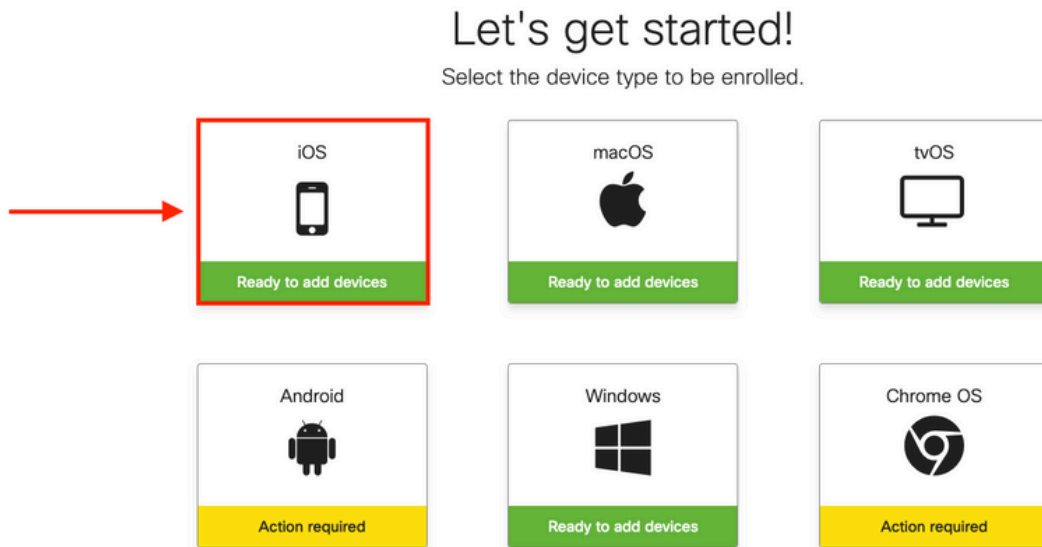 Let's get started!
Select the device type to be enrolled.
iOS
macOS
tvOS
Ready to add devices
Ready to add devices
Ready to add devices
Android
Windows
Chrome OS
Action required
Ready to add devices
Action required